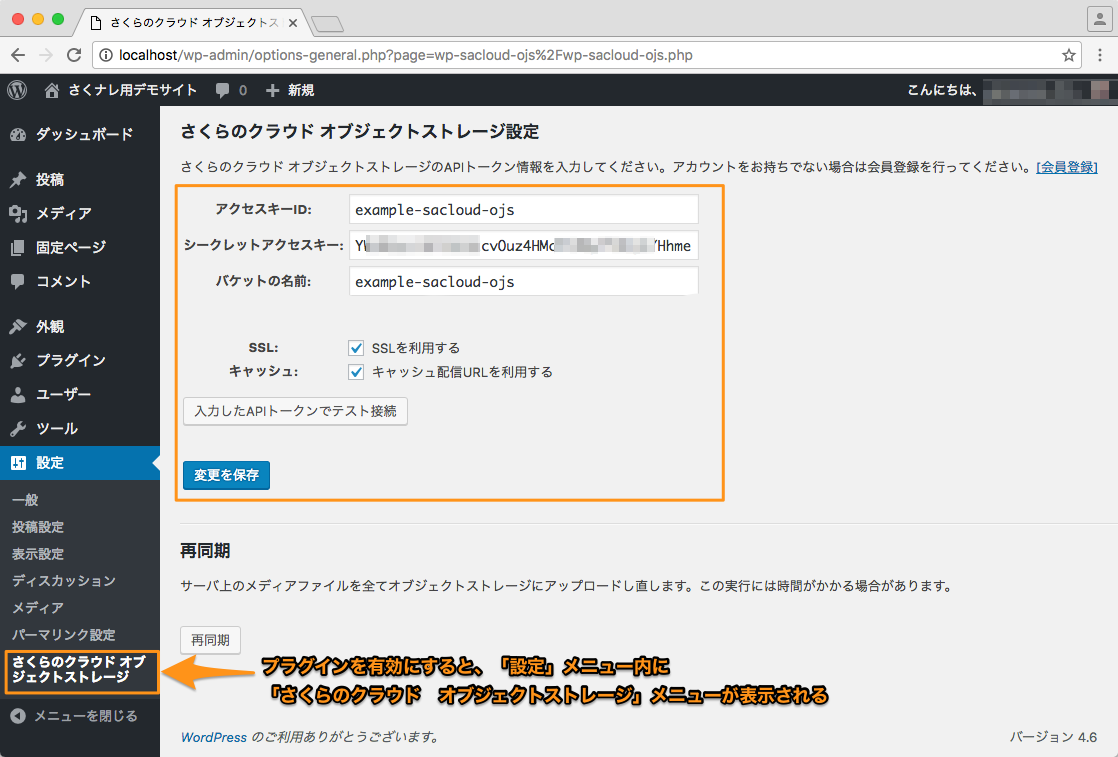 さくらのクラウド オブジェクトス
localhost/wp-admin/options-general.php?page=wp-sacloud-ojs%2Fwp-sacloud-ojs.php
さくナレ用デモサイト 0 新規 こんにちは、
ダッシュボード
投稿
メディア
固定ページ
コメント
外観
プラグイン
ユーザー
ツール
設定
一般
投稿設定
表示設定
ディスカッション
メディア
パーマリンク設定
さくらのクラウド オブ
ジェクトストレージ
メニューを閉じる
さくらのクラウド オブジェクトストレージ設定
さくらのクラウド オブジェクトストレージのAPIトークン情報を入力してください。アカウントをお持ちでない場合は会員登録を行ってください。[会員登録]
アクセスキーID: example-sacloud-ojs
シークレットアクセスキー: cvOuz4HM /Hhme
バケットの名前: example-sacloud-ojs
SSL: SSLを利用する
キャッシュ: キャッシュ配信URLを利用する
入力したAPIトークンでテスト接続
変更を保存
再同期
サーバ上のメディアファイルを全てオブジェクトストレージにアップロードし直します。この実行には時間がかかる場合があります。
再同期
プラグインを有効にすると、「設定」メニュー内に
「さくらのクラウド　オブジェクトストレージ」メニューが表示される
WordPress のご利用ありがとうございます。 バージョン 4.6